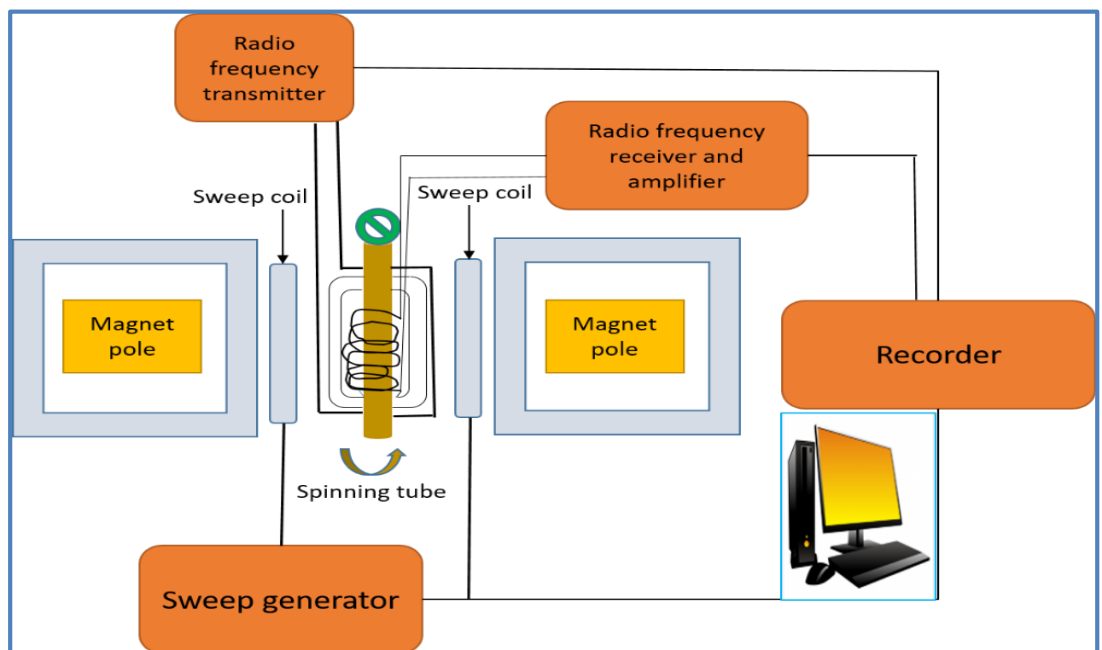 Radio
frequency
transmitter
Radio frequency
receiver and
amplifier
Sweep coil
Sweep coil
Magnet
pole
Magnet
pole
Recorder
Spinning tube
Sweep generator